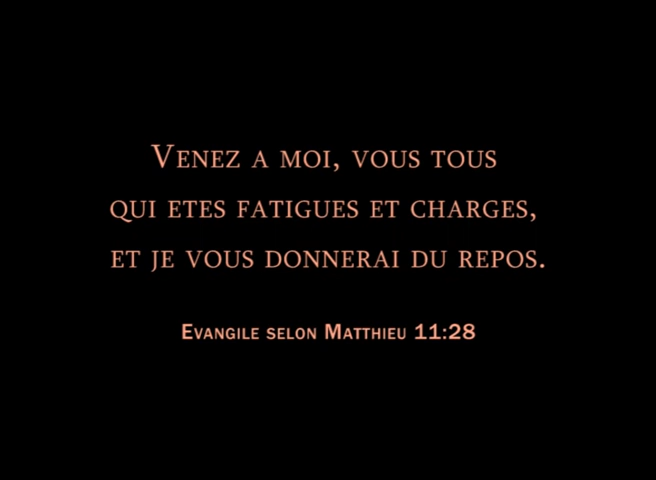 VENEZ A MOI, VOUS TOUS
QUI ETES FATIGUES ET CHARGES,
ET JE VOUS DONNERAI DU REPOS.
EVANGILE SELON MATTHIEU 11:28